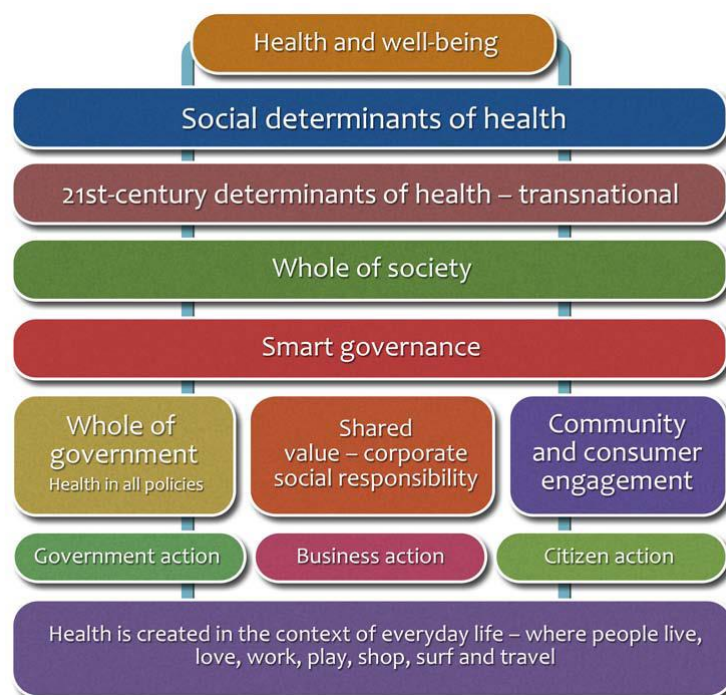 Health and well-being
Social determinants of health
21st-century determinants of health – transnational
Whole of society
Smart governance
Whole of
government
Health in all policies
Shared
value – corporate
social responsibility
Community
and consumer
engagement
Government action
Business action
Citizen action
Health is created in the context of everyday life – where people live,
love, work, play, shop, surf and travel